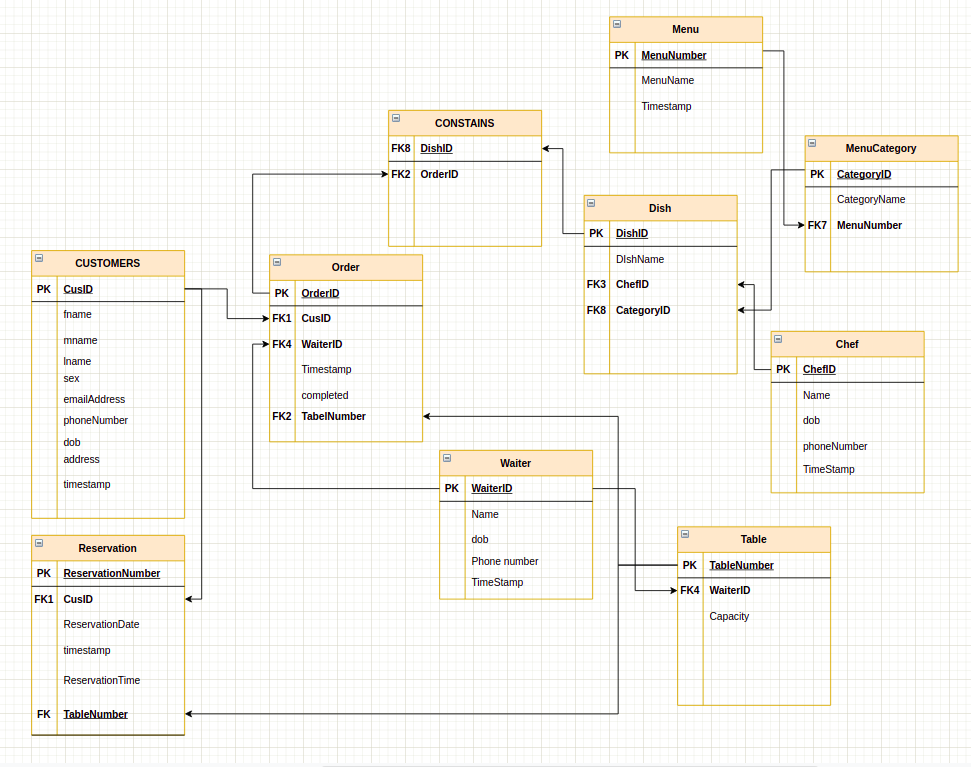 Menu
PK MenuNumber
MenuName
Timestamp
CONSTAINS
FK8 DishID
FK2 OrderID
MenuCategory
PK CategoryID
CategoryName
FK7 MenuNumber
Dish
PK DishID
DIshName
FK3 ChefID
FK8 CategoryID
CUSTOMERS
PK CusID
fname
mname
lname
sex
emailAddress
phoneNumber
dob
address
timestamp
Order
PK OrderID
FK1 CusID
FK4 WaiterID
Timestamp
completed
FK2 TabelNumber
Chef
PK ChefID
Name
dob
phoneNumber
TimeStamp
Waiter
PK WaiterID
Name
dob
Phone number
TimeStamp
Table
PK TableNumber
FK4 WaiterID
Capacity
Reservation
PK ReservationNumber
FK1 CusID
ReservationDate
timestamp
ReservationTime
FK TableNumber